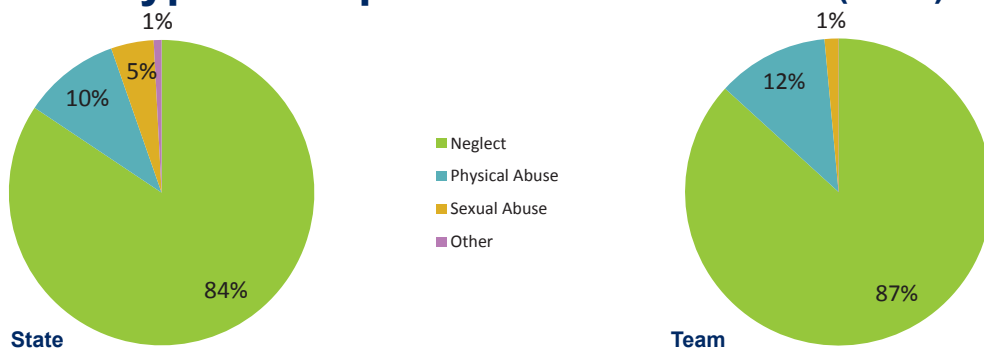 1%
5%
10%
84%
State
Neglect
Physical Abuse
Sexual Abuse
Other
1%
12%
87%
Team